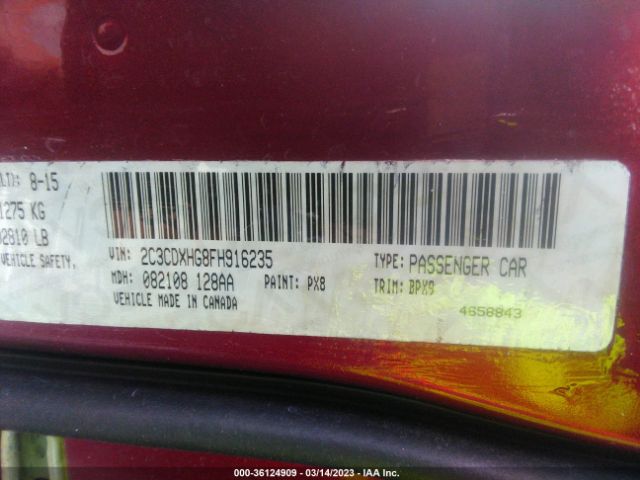 8-15
1275 KG
02810 LB
VEHICLE SAFETY,
VIN: 2C3CDXHG8FH916235
TYPE: PASSENGER CAR
MDH: 082108 128AA
PAINT: PX8
TRIM: BPX9
VEHICLE MADE IN CANADA
4658843
000-36124909 - 03/14/2023 - IAA Inc.